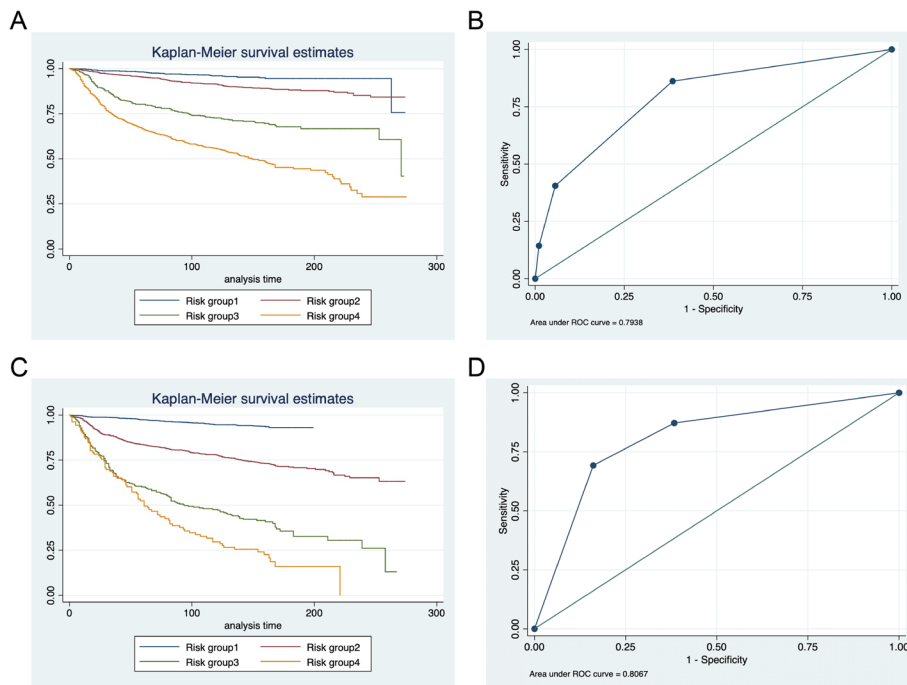 A
Kaplan-Meier survival estimates
1.00
0.75
0.50
0.25
0.00
0 100 200 300
analysis time
Risk group1 Risk group2
Risk group3 Risk group4
B
Sensitivity
1.00
0.75
0.50
0.25
0.00
0.00 0.25 0.50 0.75 1.00
1 - Specificity
Area under ROC curve = 0.7938
C
Kaplan-Meier survival estimates
1.00
0.75
0.50
0.25
0.00
0 100 200 300
analysis time
Risk group1 Risk group2
Risk group3 Risk group4
D
Sensitivity
1.00
0.75
0.50
0.25
0.00
0.00 0.25 0.50 0.75 1.00
1 - Specificity
Area under ROC curve = 0.8067